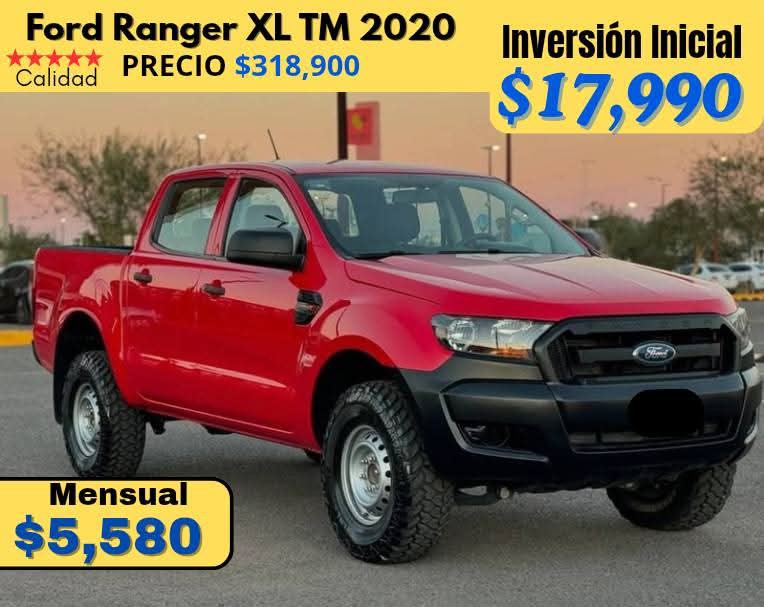 Ford Ranger XL TM 2020
Calidad
PRECIO $318,900
Inversión Inicial
$17,990
Ford
Mensual
$5,580